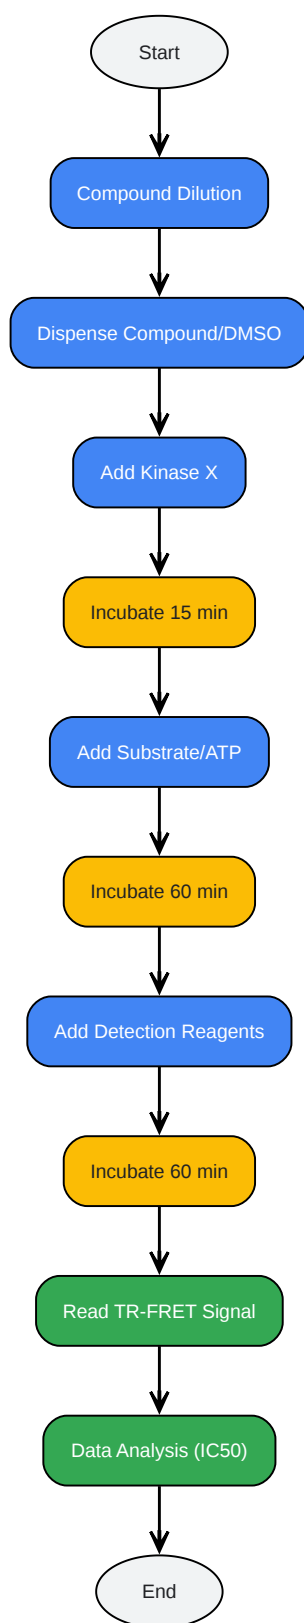 Start
Compound Dilution
Dispense Compound/DMSO
Add Kinase X
Incubate 15 min
Add Substrate/ATP
Incubate 60 min
Add Detection Reagents
Incubate 60 min
Read TR-FRET Signal
Data Analysis (IC50)
End